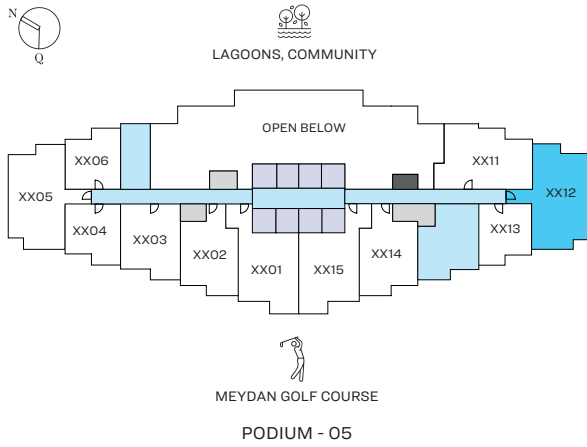 N
Q
LAGOONS, COMMUNITY
OPEN BELOW
XX06
XX11
XX05
XX12
XX04
XX03
XX02
XX01
XX15
XX14
XX13
MEYDAN GOLF COURSE
PODIUM - 05